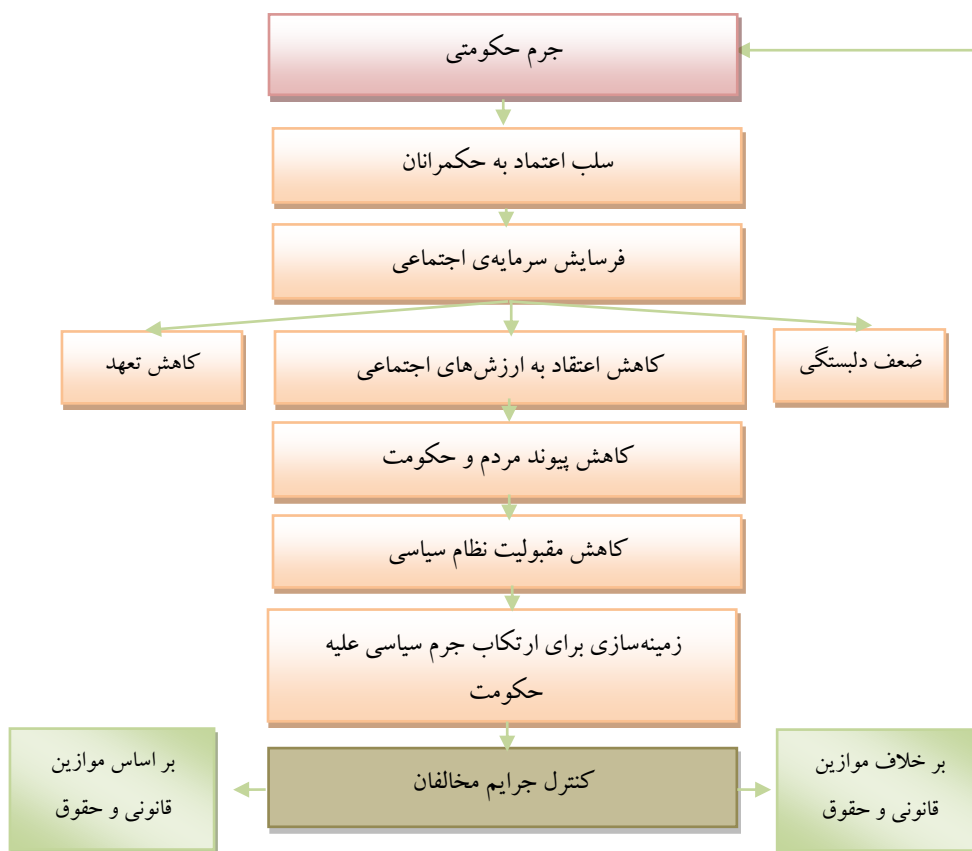 جرم حکومتی
سلب اعتماد به حکمرانان
فرسایش سرمایه‌ی اجتماعی
ضعف دلبستگی
کاهش اعتقاد به ارزش‌های اجتماعی
کاهش تعهد
کاهش پیوند مردم و حکومت
کاهش مقبولیت نظام سیاسی
زمینه‌سازی برای ارتکاب جرم سیاسی علیه
حکومت
بر خلاف موازین
قانونی و حقوق
کنترل جرایم مخالفان
بر اساس موازین
قانونی و حقوق